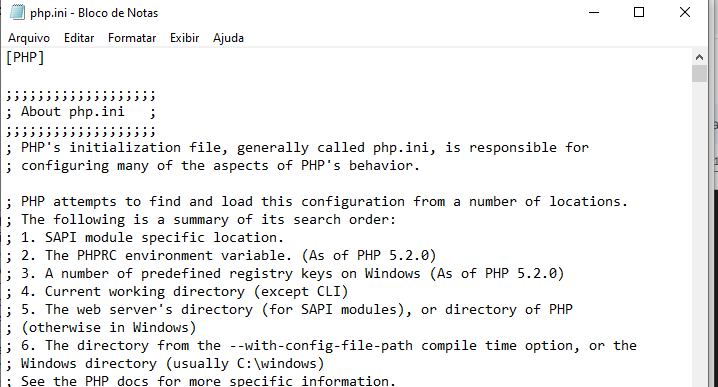 php.ini - Bloco de Notas
Arquivo Editar Formatar Exibir Ajuda
[PHP]
;;;;;;;;;;;;;;;;;;;
; About php.ini   ;
;;;;;;;;;;;;;;;;;;;
; PHP's initialization file, generally called php.ini, is responsible for
; configuring many of the aspects of PHP's behavior.
; PHP attempts to find and load this configuration from a number of locations.
; The following is a summary of its search order:
; 1. SAPI module specific location.
; 2. The PHPRC environment variable. (As of PHP 5.2.0)
; 3. A number of predefined registry keys on Windows (As of PHP 5.2.0)
; 4. Current working directory (except CLI)
; 5. The web server's directory (for SAPI modules), or directory of PHP
; (otherwise in Windows)
; 6. The directory from the --with-config-file-path compile time option, or the
; Windows directory (usually C:\windows)
; See the PHP docs for more specific information.